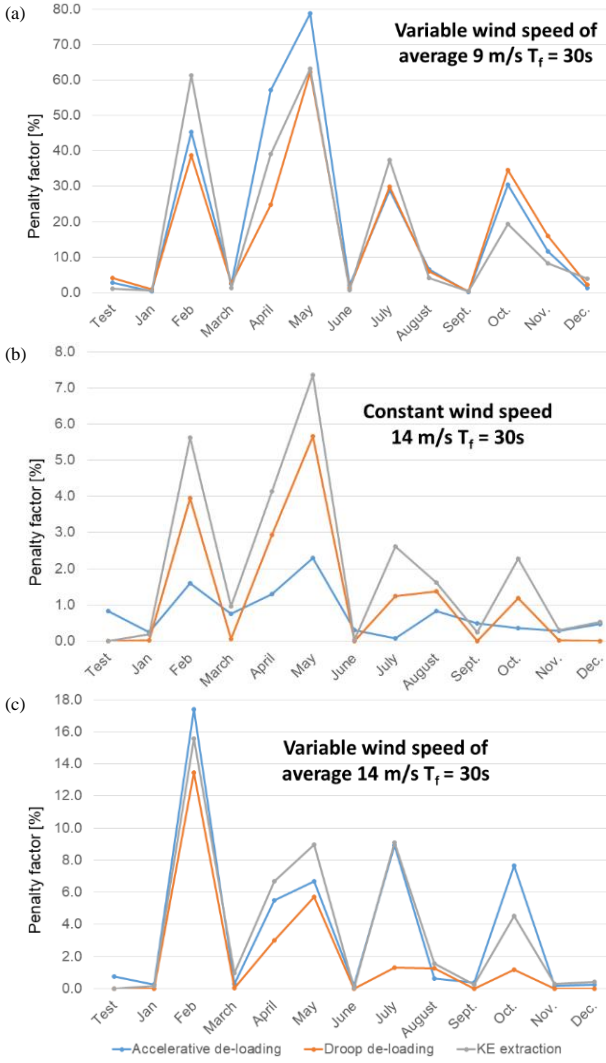 (a)
Variable wind speed of
average 9 m/s T_f = 30s
Penalty factor [%]
80.0
70.0
60.0
50.0
40.0
30.0
20.0
10.0
0.0
Test Jan Feb March April May June July August Sept. Oct. Nov. Dec.
(b)
Constant wind speed
14 m/s T_f = 30s
Penalty factor [%]
8.0
7.0
6.0
5.0
4.0
3.0
2.0
1.0
0.0
Test Jan Feb March April May June July August Sept. Oct. Nov. Dec.
(c)
Variable wind speed of
average 14 m/s T_f = 30s
Penalty factor [%]
18.0
16.0
14.0
12.0
10.0
8.0
6.0
4.0
2.0
0.0
Test Jan Feb March April May June July August Sept. Oct. Nov. Dec.
Accelerative de-loading Droop de-loading KE extraction